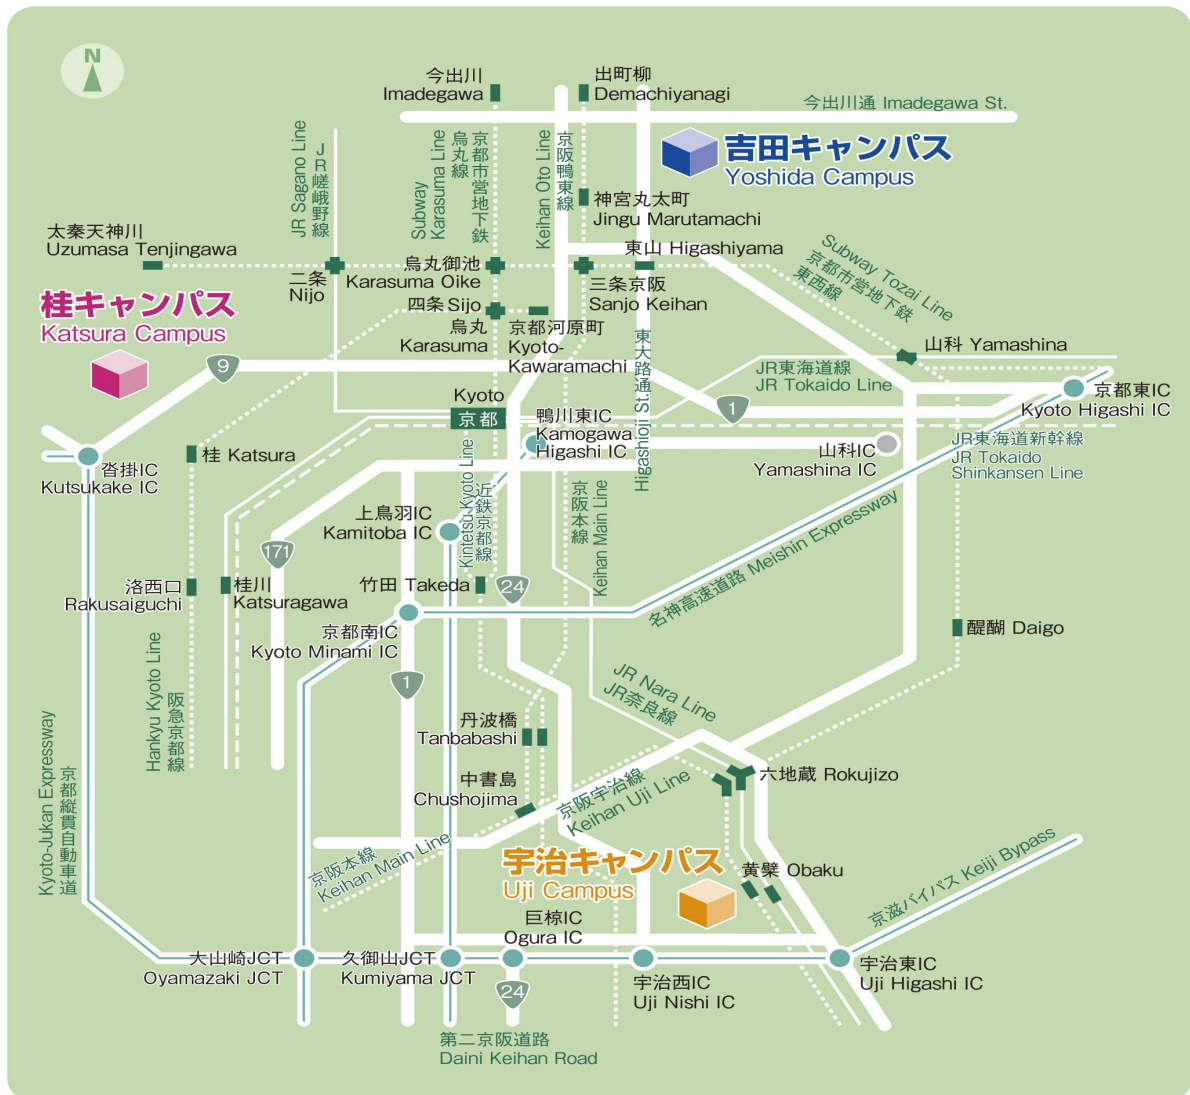 N
今出川
Imadegawa
出町柳
Demachiyanagi
今出川通 Imadegawa St.
吉田キャンパス
Yoshida Campus
JR Sagano Line
JR嵯峨野線
Subway
Karasuma Line
京都市営地下鉄
烏丸線
Keihan Oto Line
京阪鴨東線
神宮丸太町
Jingu Marutamachi
太秦天神川
Uzumasa Tenjingawa
東山 Higashiyama
Subway Tozai Line
京都市営地下鉄
東西線
二条
Nijo
烏丸御池
Karasuma Oike
三条京阪
Sanjo Keihan
桂キャンパス
Katsura Campus
四条 Sijo
烏丸
Karasuma
京都河原町
Kyoto-
Kawaramachi
東大路通
Higashioji St.
山科 Yamashina
9
JR東海道線
JR Tokaido Line
Kyoto
京都
1
京都東IC
Kyoto Higashi IC
鴨川東IC
Kamogawa
Higashi IC
山科IC
Yamashina IC
JR東海道新幹線
JR Tokaido
Shinkansen Line
沓掛IC
Kutsukake IC
桂 Katsura
Kintetsu Kyoto Line
近鉄京都線
京阪本線
Keihan Main Line
上鳥羽IC
Kamitoba IC
171
名神高速道路 Meishin Expressway
洛西口
Rakusaiguchi
桂川
Katsuragawa
竹田 Takeda
24
京都南IC
Kyoto Minami IC
醍醐 Daigo
Hankyu Kyoto Line
阪急京都線
1
JR Nara Line
JR奈良線
丹波橋
Tanbabashi
Kyoto-Jukan Expressway
京都縦貫自動車道
中書島
Chushojima
京阪宇治線
Keihan Uji Line
六地蔵 Rokujizo
京阪本線
Keihan Main Line
宇治キャンパス
Uji Campus
黄檗 Obaku
京滋バイパス Keiji Bypass
巨椋IC
Ogura IC
大山崎JCT
Oyamazaki JCT
久御山JCT
Kumiyama JCT
24
宇治西IC
Uji Nishi IC
宇治東IC
Uji Higashi IC
第二京阪道路
Daini Keihan Road